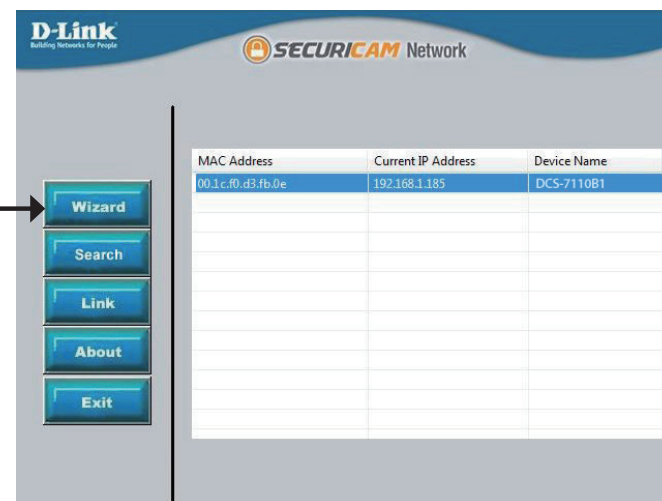 D-Link
Building Networks for People
SECURICAM Network
MAC Address Current IP Address Device Name
00.1c.f0.d3.fb.0e 192.168.1.185 DCS-7110B1
Wizard
Search
Link
About
Exit